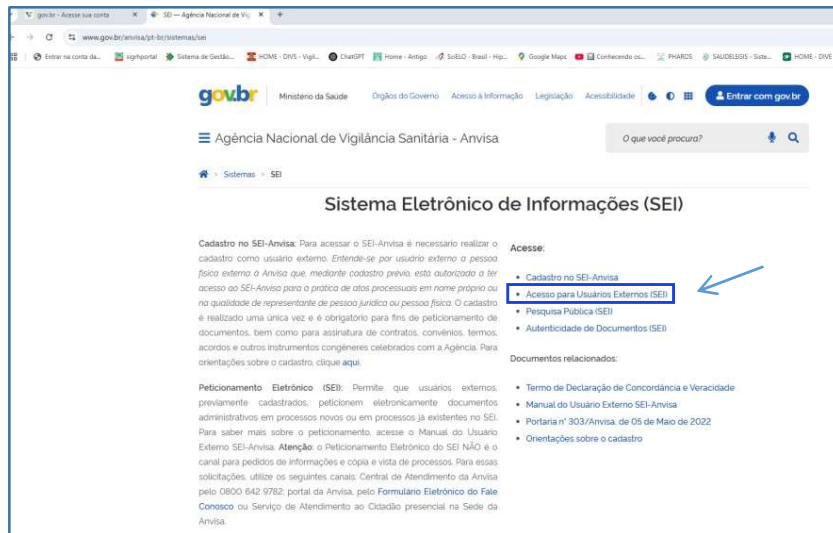 gov.br - Acesse sua conta
SEI — Agência Nacional de Vig
www.gov.br/anvisa/pt-br/sistemas/sei
Entrar na conta da...
sigrhportal
Sistema de Gestão...
HOME - DIVS - Vigil...
ChatGPT
Home - Antigo
SciELO - Brasil - Hip...
Google Maps
Conhecendo os...
PHAROS
SAUDELEGIS - Siste...
HOME - DIVE
gov.br
Ministério da Saúde
Órgãos do Governo
Acesso à Informação
Legislação
Acessibilidade
Entrar com gov.br
Agência Nacional de Vigilância Sanitária - Anvisa
O que você procura?
> Sistemas > SEI
Sistema Eletrônico de Informações (SEI)
Cadastro no SEI-Anvisa: Para acessar o SEI-Anvisa é necessário realizar o
cadastro como usuário externo. Entende-se por usuário externo a pessoa
física externa à Anvisa que, mediante cadastro prévio, está autorizada a ter
acesso ao SEI-Anvisa para a prática de atos processuais em nome próprio ou
na qualidade de representante de pessoa jurídica ou pessoa física. O cadastro
é realizado uma única vez e é obrigatório para fins de peticionamento de
documentos, bem como para assinatura de contratos, convênios, termos,
acordos e outros instrumentos congêneres celebrados com a Agência. Para
orientações sobre o cadastro, clique aqui.
Peticionamento Eletrônico (SEI): Permite que usuários externos,
previamente cadastrados, peticionem eletronicamente documentos
administrativos em processos novos ou em processos já existentes no SEI.
Para saber mais sobre o peticionamento, acesse o Manual do Usuário
Externo SEI-Anvisa. Atenção: o Peticionamento Eletrônico do SEI NÃO é o
canal para pedidos de informações e cópia e vista de processos. Para essas
solicitações, utilize os seguintes canais: Central de Atendimento da Anvisa
pelo 0800 642 9782; portal da Anvisa, pelo Formulário Eletrônico do Fale
Conosco ou Serviço de Atendimento ao Cidadão presencial na Sede da
Anvisa.
Acesse:
• Cadastro no SEI-Anvisa
• Acesso para Usuários Externos (SEI)
• Pesquisa Pública (SEI)
• Autenticidade de Documentos (SEI)
Documentos relacionados:
• Termo de Declaração de Concordância e Veracidade
• Manual do Usuário Externo SEI-Anvisa
• Portaria n° 303/Anvisa, de 05 de Maio de 2022
• Orientações sobre o cadastro